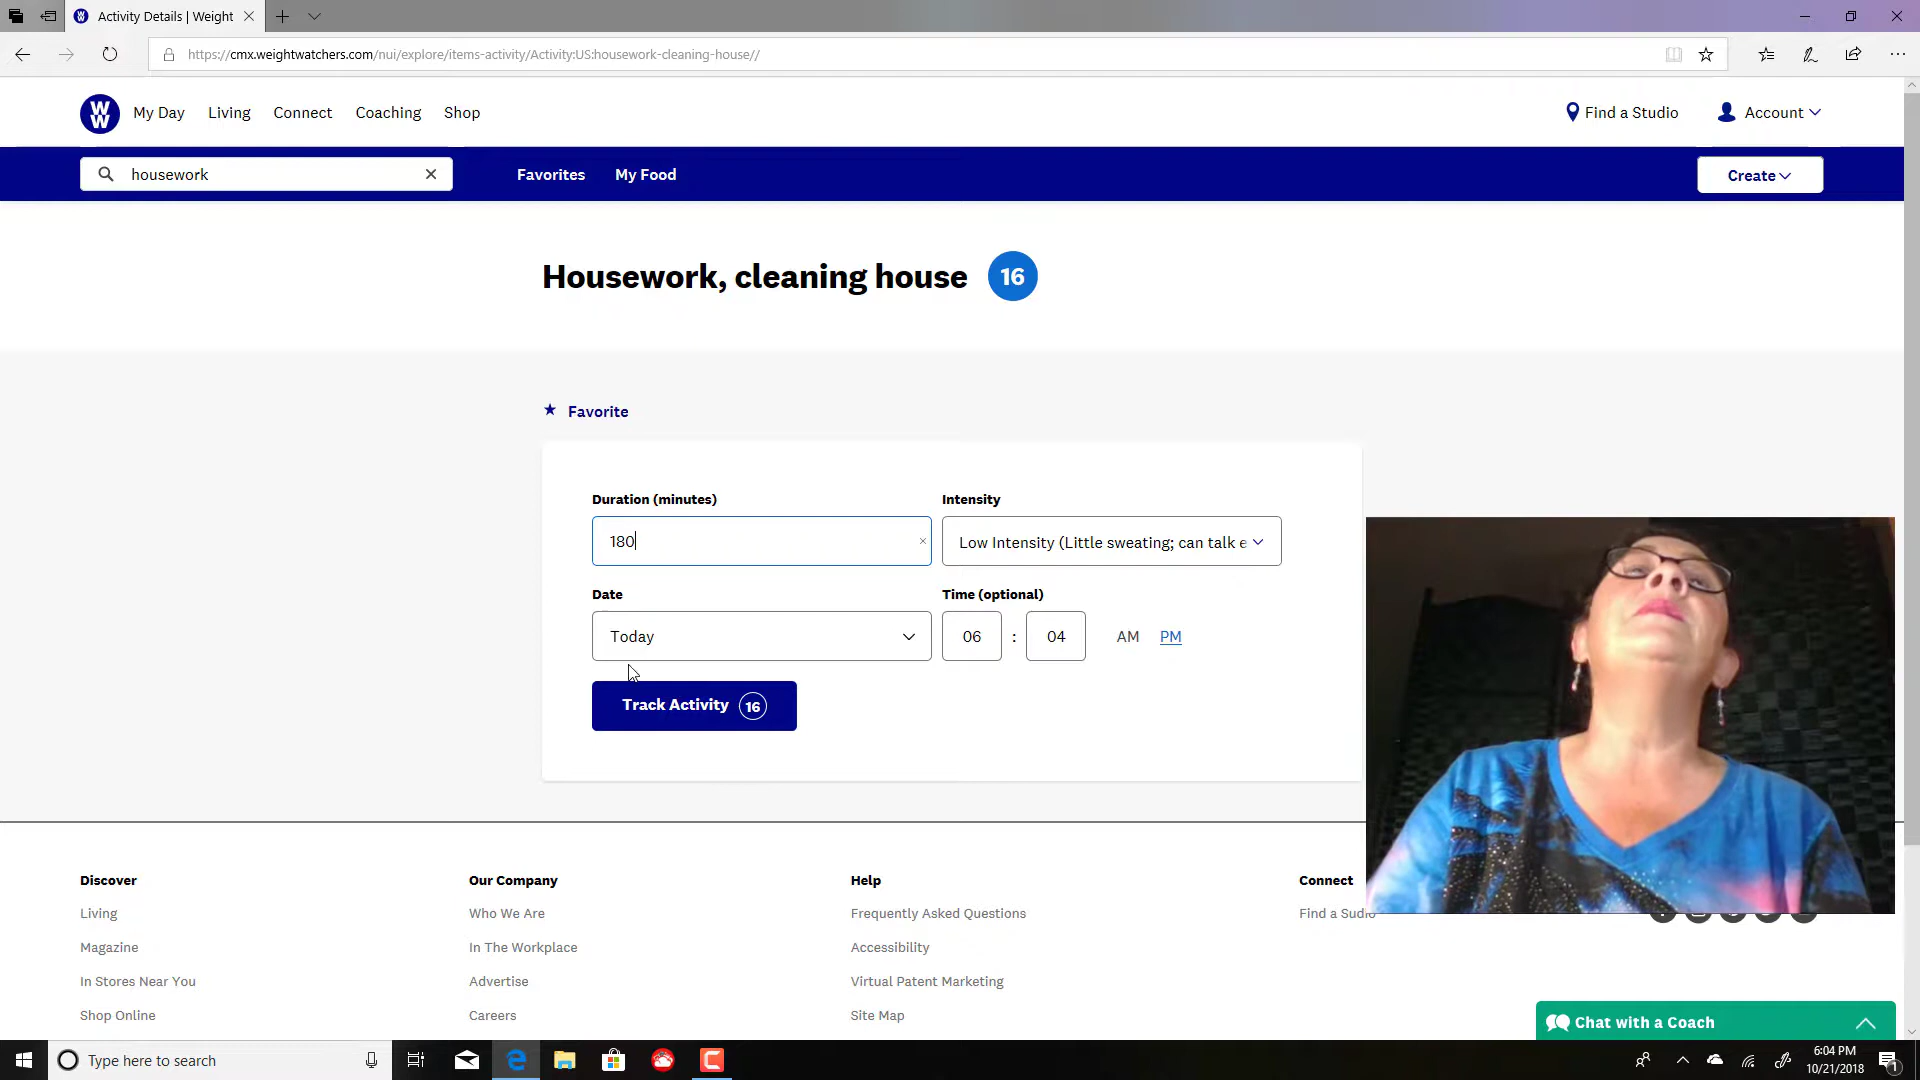 Activity Details | Weight
https://cmx.weightwatchers.com/nui/explore/items-activity/Activity:US:housework-cleaning-house//
W
W
My Day
Living
Connect
Coaching
Shop
Find a Studio
Account
housework
Favorites
My Food
Create
Housework, cleaning house
16
Favorite
Duration (minutes)
Intensity
180
Low Intensity (Little sweating; can talk e
Date
Time (optional)
Today
06 : 04
AM
PM
Track Activity 16
Discover
Our Company
Help
Connect
Living
Who We Are
Frequently Asked Questions
Find a Sudio
Magazine
In The Workplace
Accessibility
In Stores Near You
Advertise
Virtual Patent Marketing
Shop Online
Careers
Site Map
Chat with a Coach
Type here to search
6:04 PM
10/21/2018
1